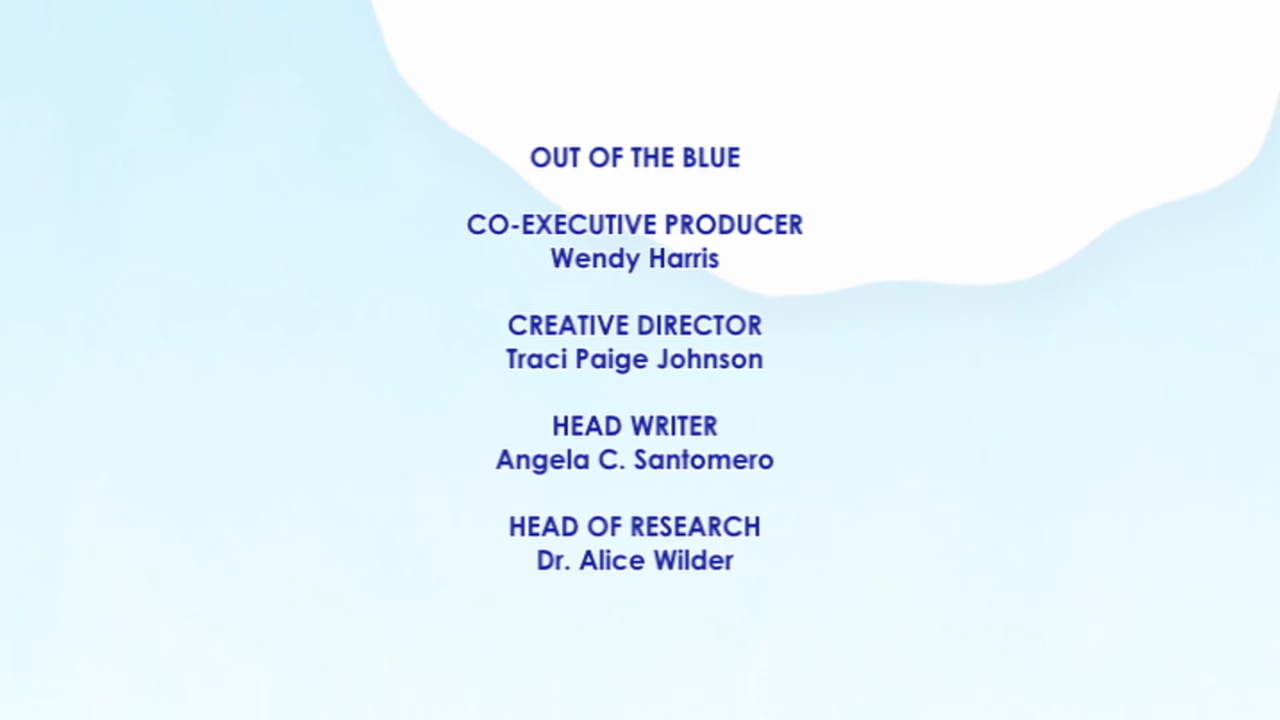 OUT OF THE BLUE
CO-EXECUTIVE PRODUCER
Wendy Harris
CREATIVE DIRECTOR
Traci Paige Johnson
HEAD WRITER
Angela C. Santomero
HEAD OF RESEARCH
Dr. Alice Wilder